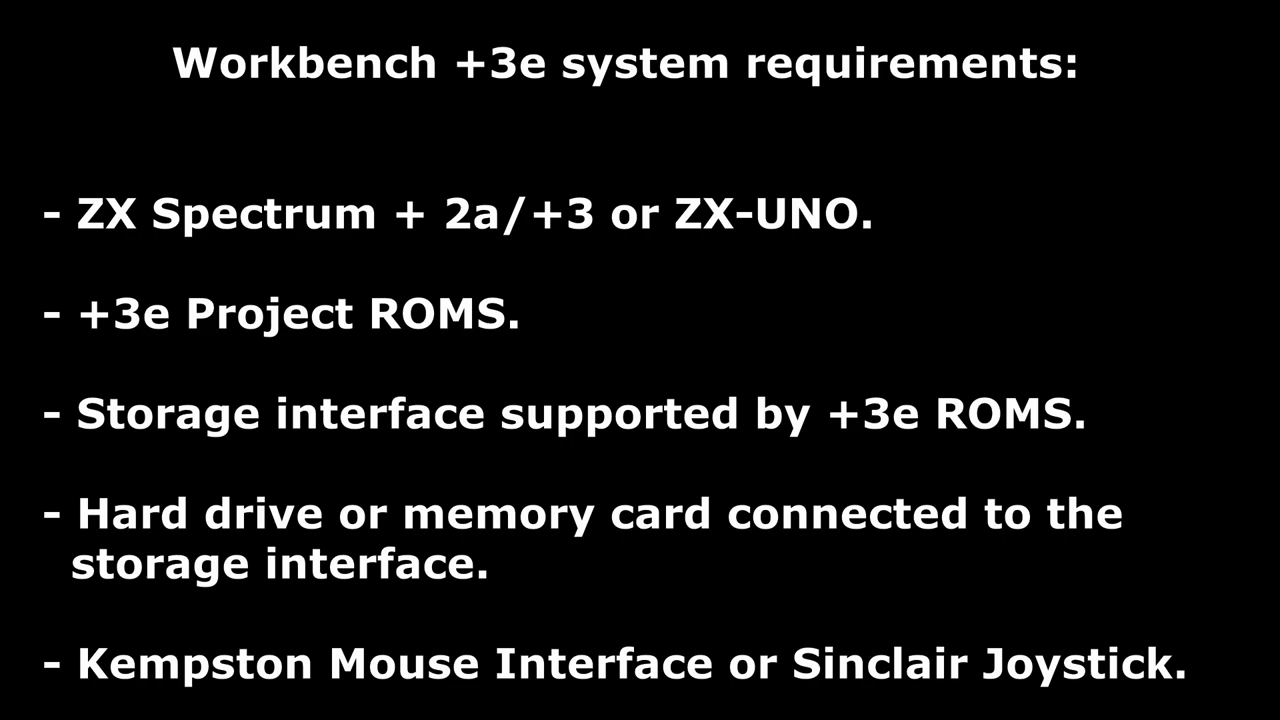 Workbench +3e system requirements:
- ZX Spectrum + 2a/+3 or ZX-UNO.
- +3e Project ROMS.
- Storage interface supported by +3e ROMS.
- Hard drive or memory card connected to the
storage interface.
- Kempston Mouse Interface or Sinclair Joystick.